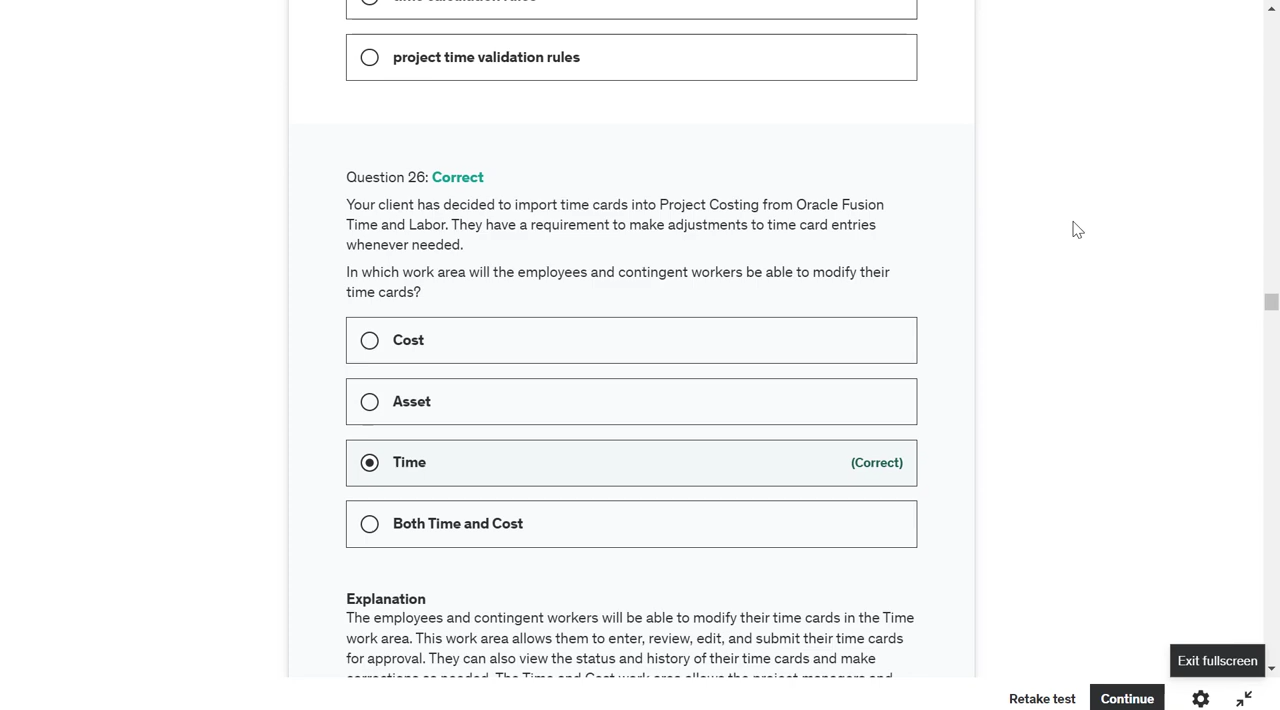 project time validation rules
Question 26: Correct
Your client has decided to import time cards into Project Costing from Oracle Fusion
Time and Labor. They have a requirement to make adjustments to time card entries
whenever needed.
In which work area will the employees and contingent workers be able to modify their
time cards?
Cost
Asset
Time (Correct)
Both Time and Cost
Explanation
The employees and contingent workers will be able to modify their time cards in the Time
work area. This work area allows them to enter, review, edit, and submit their time cards
for approval. They can also view the status and history of their time cards and make
Exit fullscreen
Retake test Continue